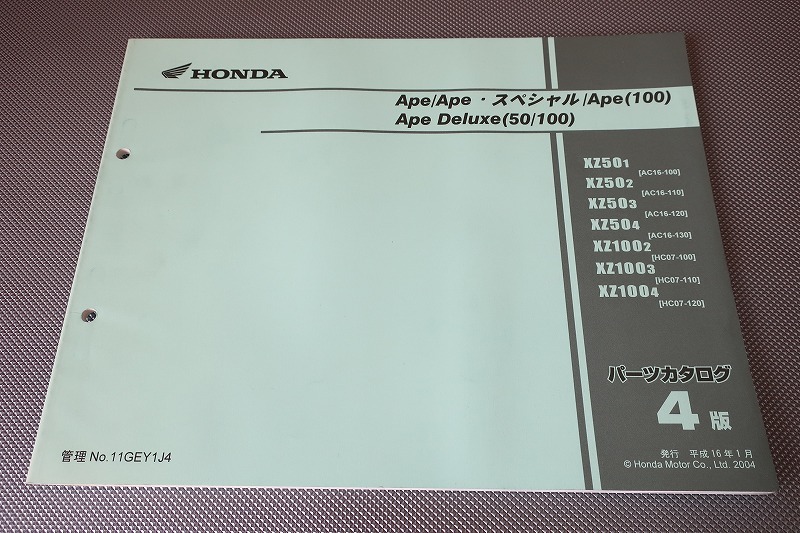 HONDA
Ape/Ape・スペシャル/Ape(100)
Ape Deluxe(50/100)
XZ501
[AC16-100]
XZ502
[AC16-110]
XZ503
[AC16-120]
XZ504
[AC16-130]
XZ1002
[HC07-100]
XZ1003
[HC07-110]
XZ1004
[HC07-120]
パーツカタログ
4版
管理 No.11GEY1J4
発行 平成16年1月
© Honda Motor Co., Ltd. 2004